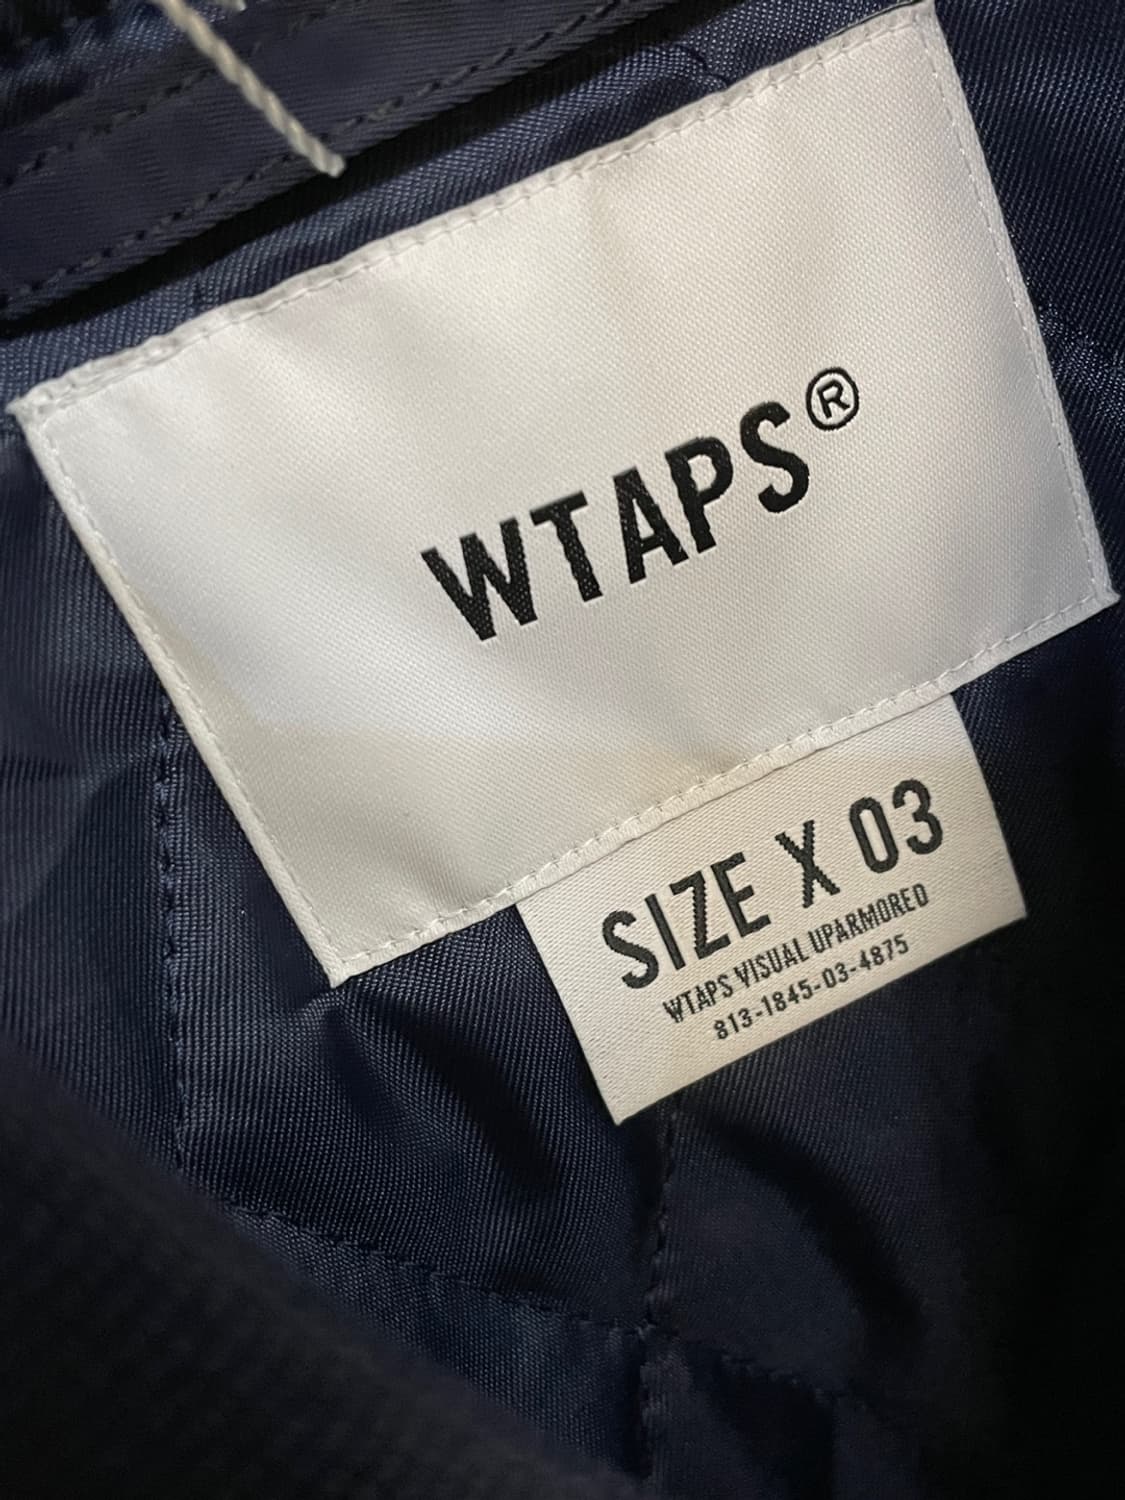 WTAPS®
SIZE X 03
WTAPS VISUAL UPARMORED
813-1845-03-4875